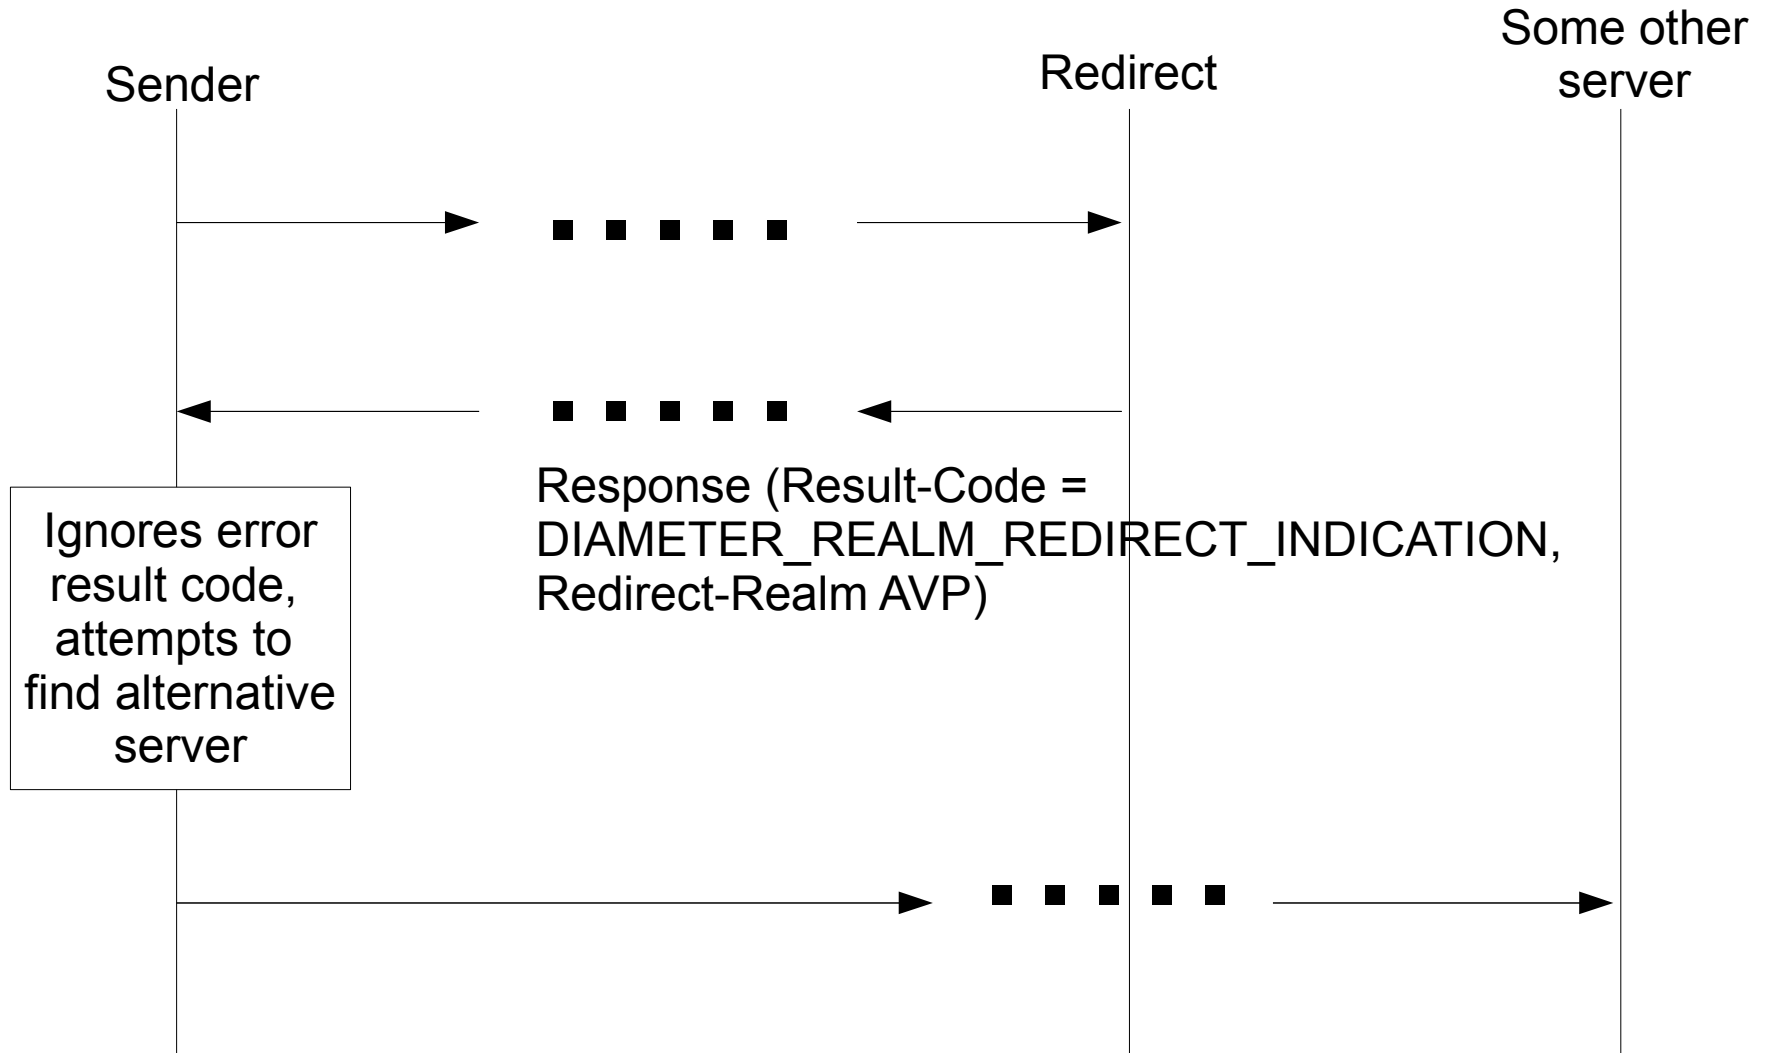 Sender
Redirect
Some other
server
Response (Result-Code =
DIAMETER_REALM_REDIRECT_INDICATION,
Redirect-Realm AVP)
Ignores error
result code,
attempts to
find alternative
server